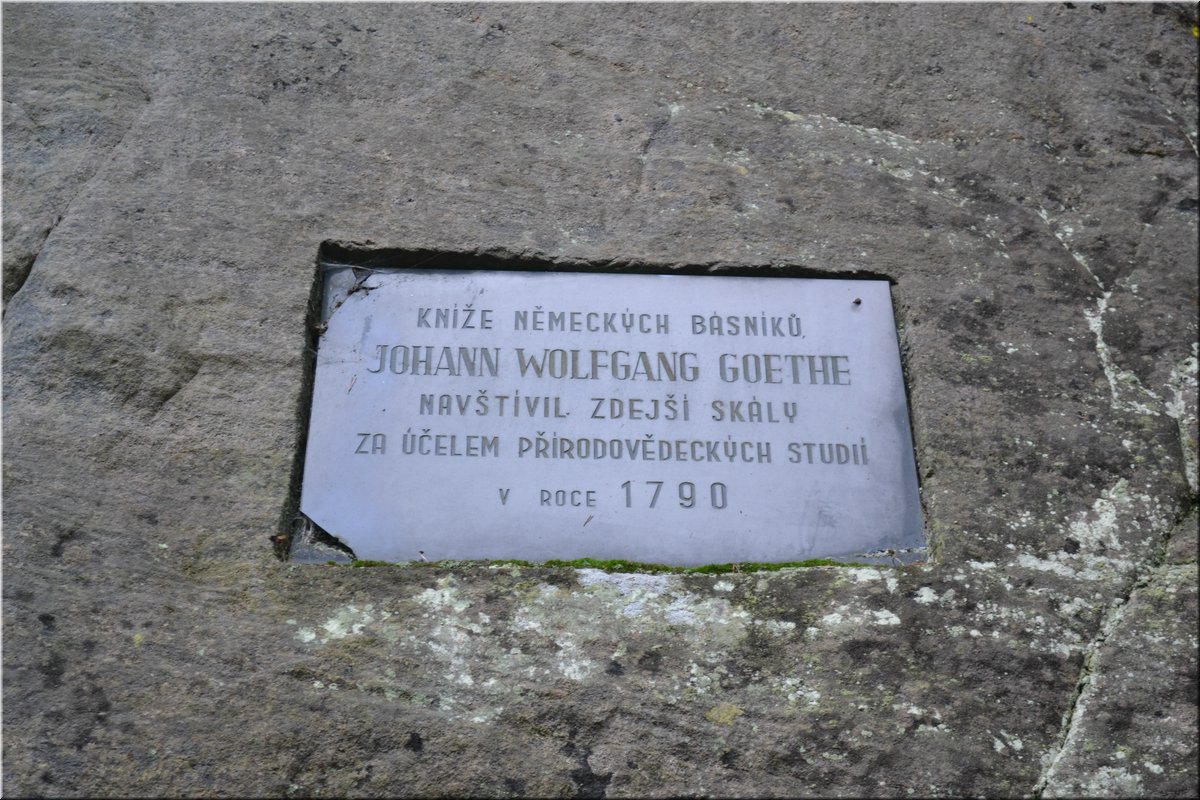 KNÍŽE NĚMECKÝCH BÁSNÍKŮ,
JOHANN WOLFGANG GOETHE
NAVŠTÍVIL ZDEJŠÍ SKÁLY
ZA ÚČELEM PŘÍRODOVĚDECKÝCH STUDIÍ
V ROCE 1790